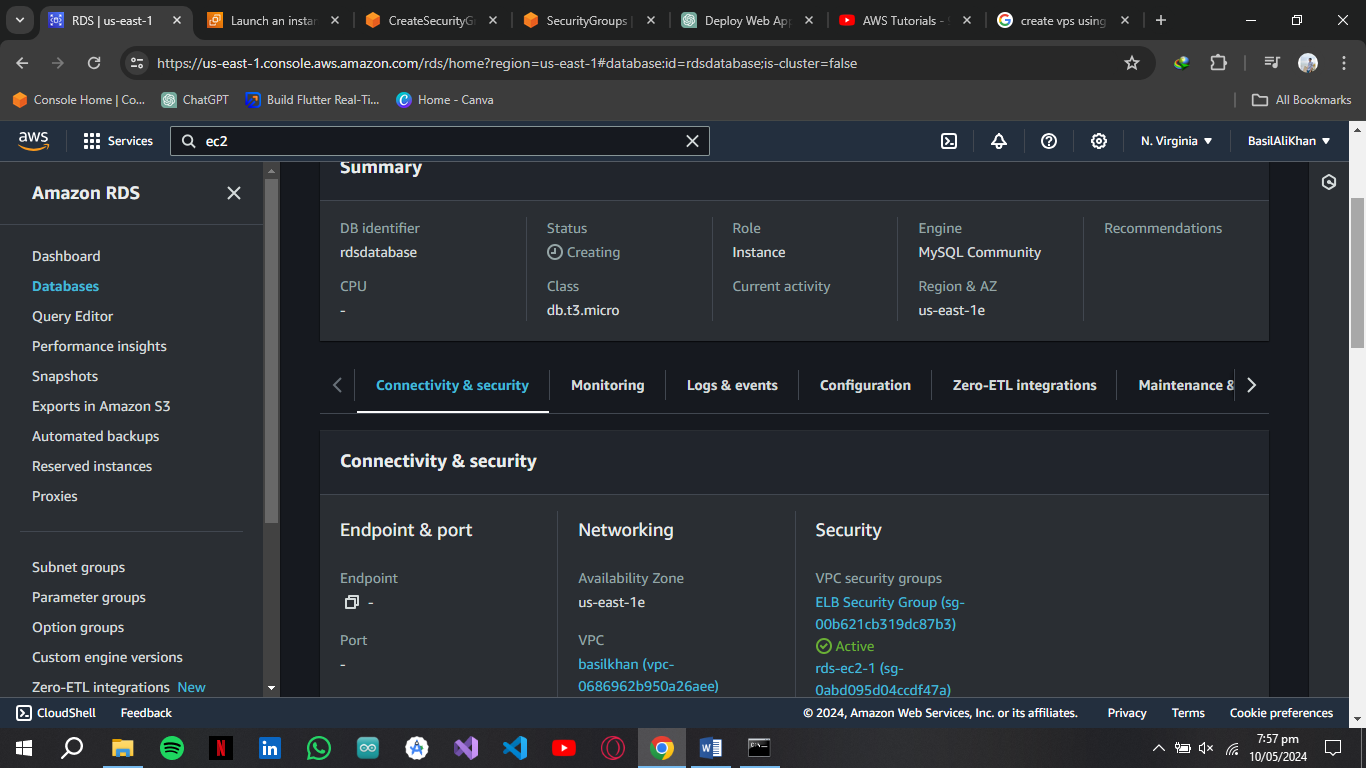 RDS | us-east-1
Launch an instan
CreateSecurityGr
SecurityGroups |
Deploy Web App
AWS Tutorials -
create vps using
https://us-east-1.console.aws.amazon.com/rds/home?region=us-east-1#database:id=rdsdatabase;is-cluster=false
Console Home | Co...
ChatGPT
Build Flutter Real-Ti...
Home - Canva
All Bookmarks
aws
Services
ec2
N. Virginia
BasilAliKhan
Amazon RDS
Dashboard
Databases
Query Editor
Performance insights
Snapshots
Exports in Amazon S3
Automated backups
Reserved instances
Proxies
Subnet groups
Parameter groups
Option groups
Custom engine versions
Zero-ETL integrations New
Summary
DB identifier
rdsdatabase
Status
Creating
Role
Instance
Engine
MySQL Community
Recommendations
CPU
-
Class
db.t3.micro
Current activity
Region & AZ
us-east-1e
Connectivity & security
Monitoring
Logs & events
Configuration
Zero-ETL integrations
Maintenance &
Connectivity & security
Endpoint & port
Endpoint
-
Port
-
Networking
Availability Zone
us-east-1e
VPC
basilkhan (vpc-
0686962b950a26aee)
Security
VPC security groups
ELB Security Group (sg-
00b621cb319dc87b3)
Active
rds-ec2-1 (sg-
0abd095d04ccdf47a)
CloudShell
Feedback
© 2024, Amazon Web Services, Inc. or its affiliates.
Privacy
Terms
Cookie preferences
7:57 pm
10/05/2024